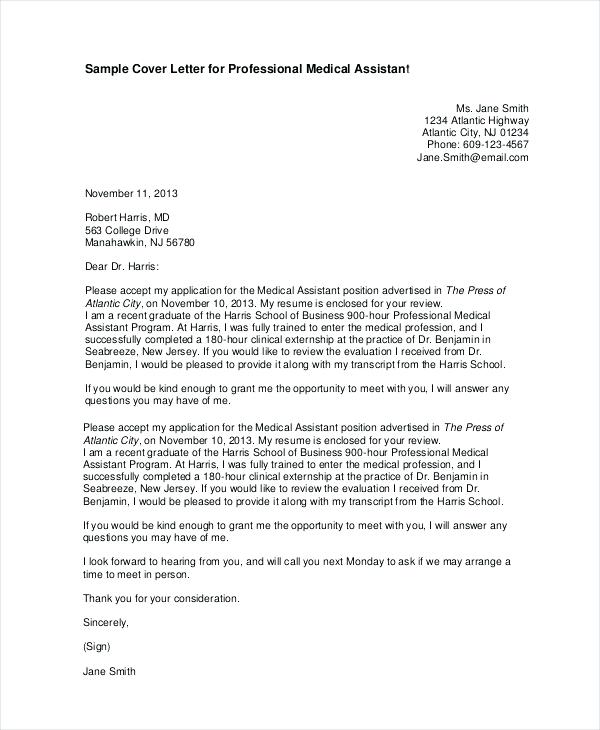 Sample Cover Letter for Professional Medical Assistant
Ms. Jane Smith
1234 Atlantic Highway
Atlantic City, NJ 01234
Phone: 609-123-4567
Jane.Smith@email.com
November 11, 2013
Robert Harris, MD
563 College Drive
Manahawkin, NJ 56780
Dear Dr. Harris:
Please accept my application for the Medical Assistant position advertised in The Press of
Atlantic City, on November 10, 2013. My resume is enclosed for your review.
I am a recent graduate of the Harris School of Business 900-hour Professional Medical
Assistant Program. At Harris, I was fully trained to enter the medical profession, and I
successfully completed a 180-hour clinical externship at the practice of Dr. Benjamin in
Seabreeze, New Jersey. If you would like to review the evaluation I received from Dr.
Benjamin, I would be pleased to provide it along with my transcript from the Harris School.
If you would be kind enough to grant me the opportunity to meet with you, I will answer any
questions you may have of me.
Please accept my application for the Medical Assistant position advertised in The Press of
Atlantic City, on November 10, 2013. My resume is enclosed for your review.
I am a recent graduate of the Harris School of Business 900-hour Professional Medical
Assistant Program. At Harris, I was fully trained to enter the medical profession, and I
successfully completed a 180-hour clinical externship at the practice of Dr. Benjamin in
Seabreeze, New Jersey. If you would like to review the evaluation I received from Dr.
Benjamin, I would be pleased to provide it along with my transcript from the Harris School.
If you would be kind enough to grant me the opportunity to meet with you, I will answer any
questions you may have of me.
I look forward to hearing from you, and will call you next Monday to ask if we may arrange a
time to meet in person.
Thank you for your consideration.
Sincerely,
(Sign)
Jane Smith